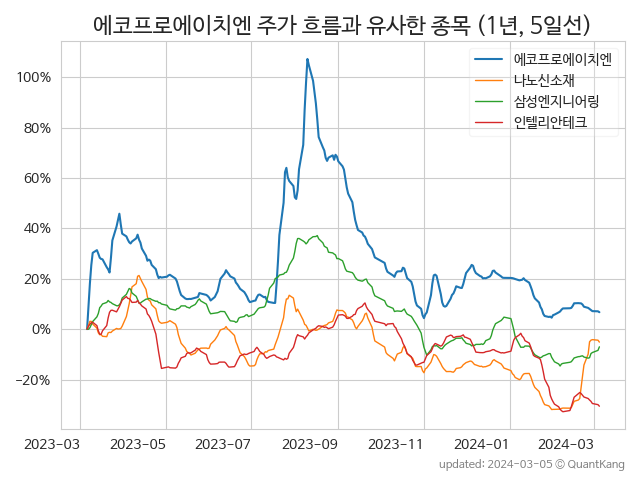 에코프로에이치엔 주가 흐름과 유사한 종목 (1년, 5일선)
에코프로에이치엔
나노신소재
삼성엔지니어링
인텔리안테크
100%
80%
60%
40%
20%
0%
−20%
2023-03
2023-05
2023-07
2023-09
2023-11
2024-01
2024-03
updated: 2024-03-05 © QuantKang